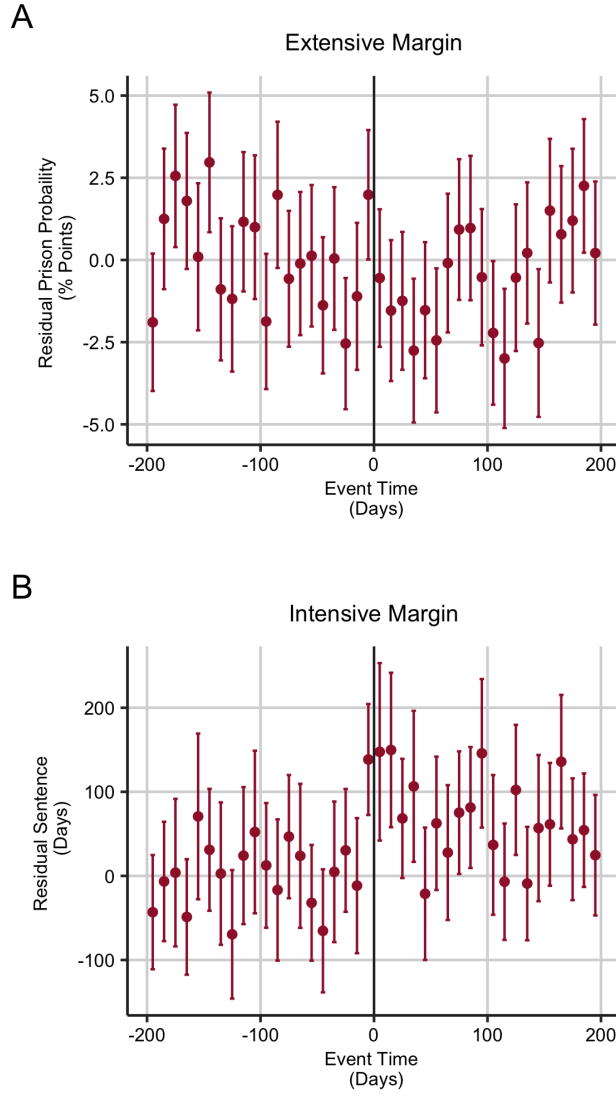 A
Extensive Margin
5.0
2.5
0.0
-2.5
-5.0
Residual Prison Probaility
(% Points)
-200
-100
0
100
200
Event Time
(Days)
B
Intensive Margin
200
100
0
-100
Residual Sentence
(Days)
-200
-100
0
100
200
Event Time
(Days)